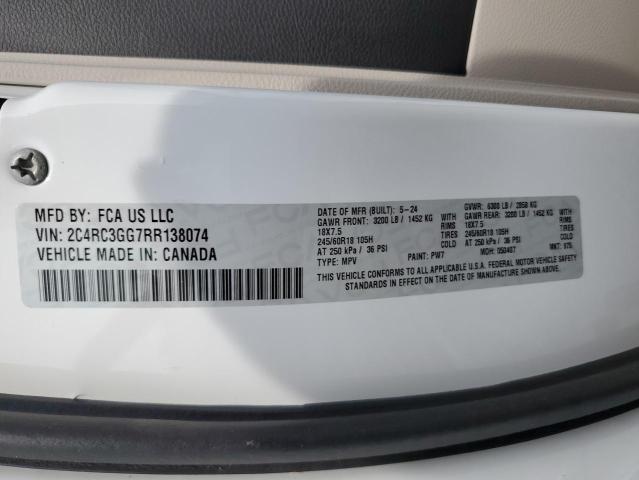 MFD BY: FCA US LLC
VIN: 2C4RC3GG7RR138074
VEHICLE MADE IN: CANADA
DATE OF MFR (BUILT): 5-24
GAWR FRONT: 3200 LB / 1452 KG WITH
18X7.5 RIMS
245/60R18 105H
AT 250 kPa / 36 PSI COLD
TYPE: MPV PAINT: PW7
GVWR: 6300 LB / 2858 KG
GAWR REAR: 3200 LB / 1452 KG WITH
18X7.5 RIMS
245/60R18 105H
AT 250 kPa / 36 PSI COLD
MDH: 050407 MKT:
THIS VEHICLE CONFORMS TO ALL APPLICABLE U.S.A. FEDERAL MOTOR VEHICLE SAFETY
STANDARDS IN EFFECT ON THE DATE OF MANUFACTURE SHOWN ABOVE.